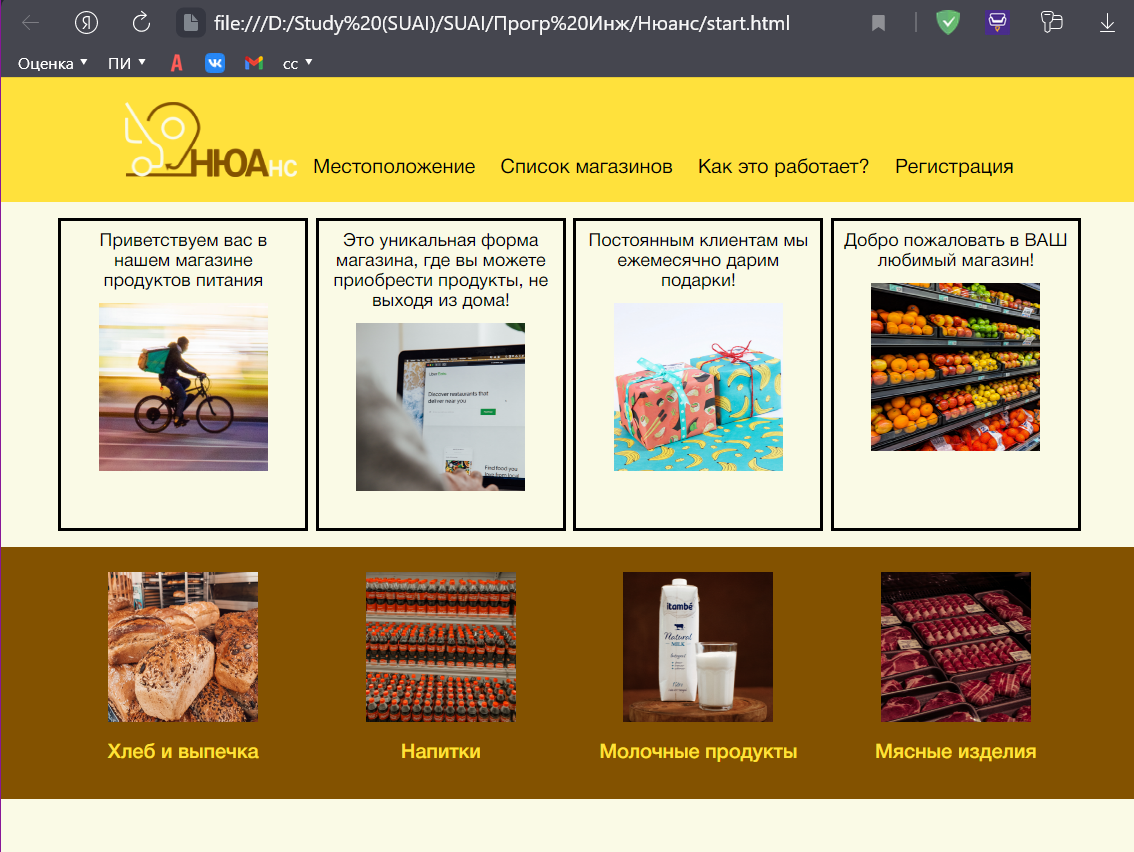 file:///D:/Study%20(SUAI)/SUAI/Прогр%20Инж/Нюанс/start.html
Оценка ПИ сс
НЮАНС
Местоположение Список магазинов Как это работает? Регистрация
Приветствуем вас в
нашем магазине
продуктов питания
Это уникальная форма
магазина, где вы можете
приобрести продукты, не
выходя из дома!
Discover restaurants that
deliver near you
Find food you
Постоянным клиентам мы
ежемесячно дарим
подарки!
Добро пожаловать в ВАШ
любимый магазин!
itambé
Natural
MILK
Хлеб и выпечка
Напитки
Молочные продукты
Мясные изделия